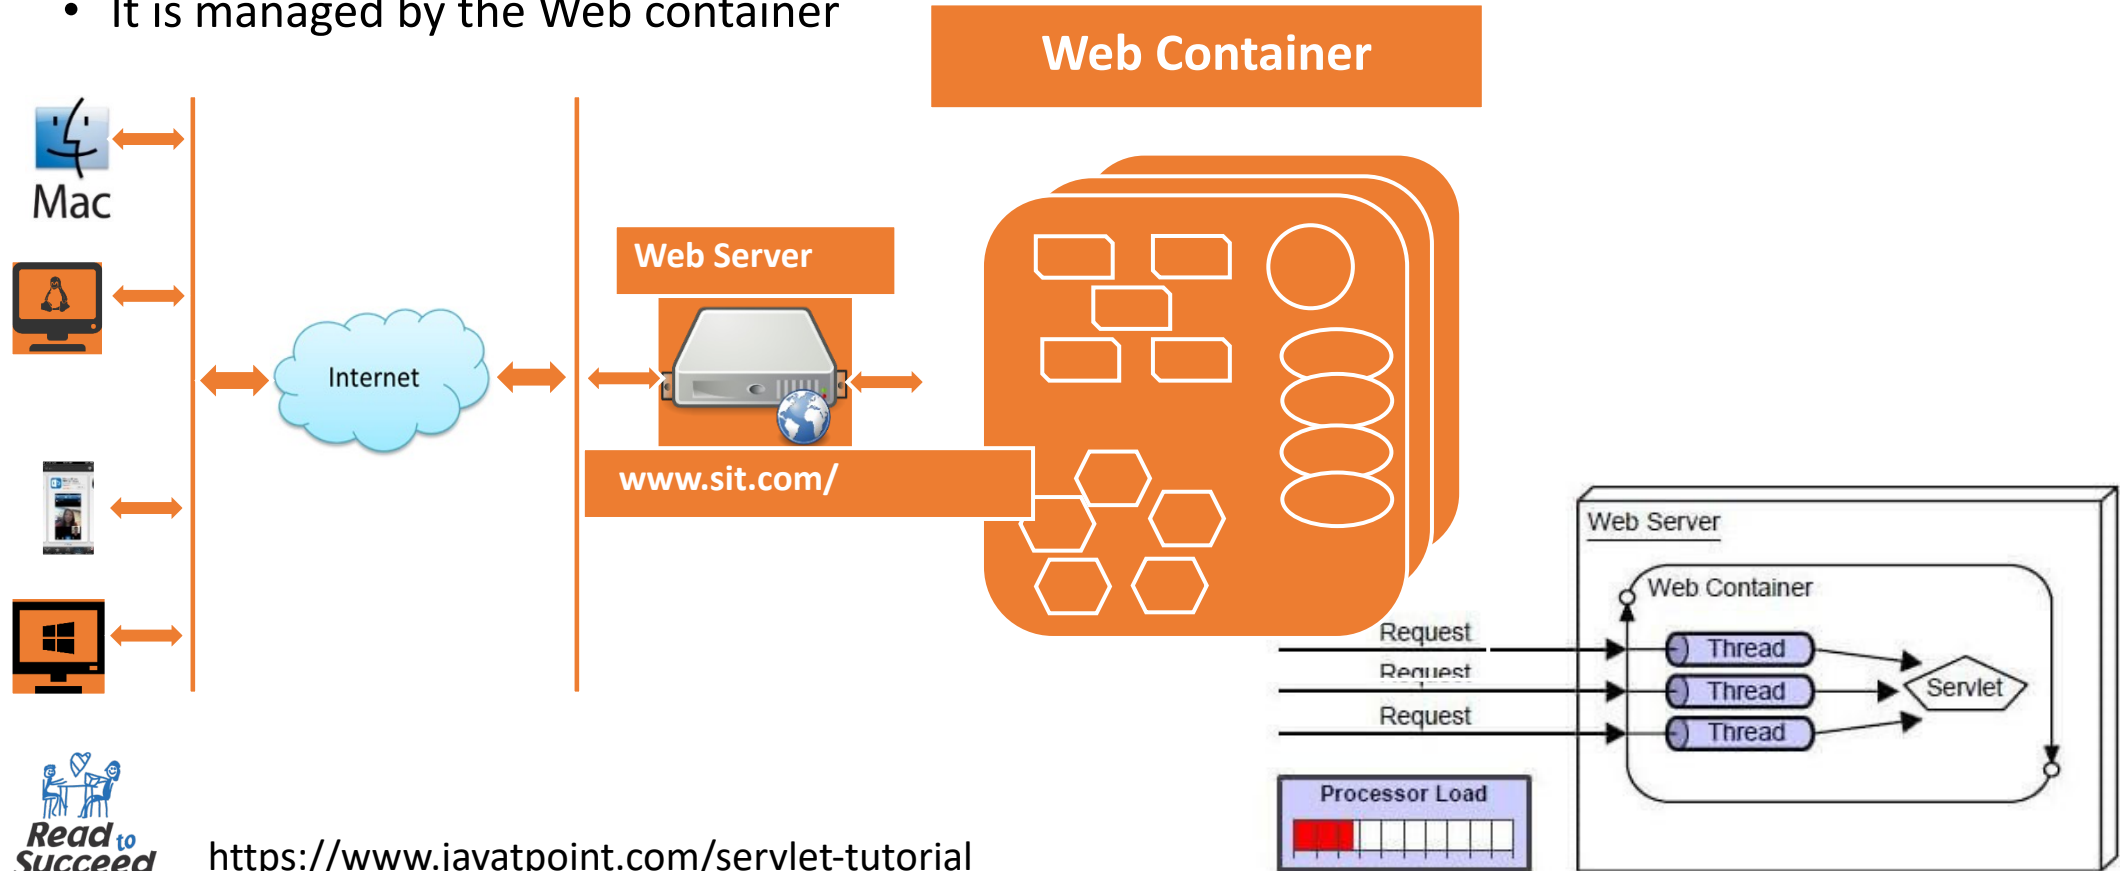 • It is managed by the Web container
Web Container
Mac
Web Server
Internet
www.sit.com/
Web Server
Web Container
Request
Thread
Request
Thread
Servlet
Request
Thread
Processor Load
Read to
Succeed
https://www.javatpoint.com/servlet-tutorial